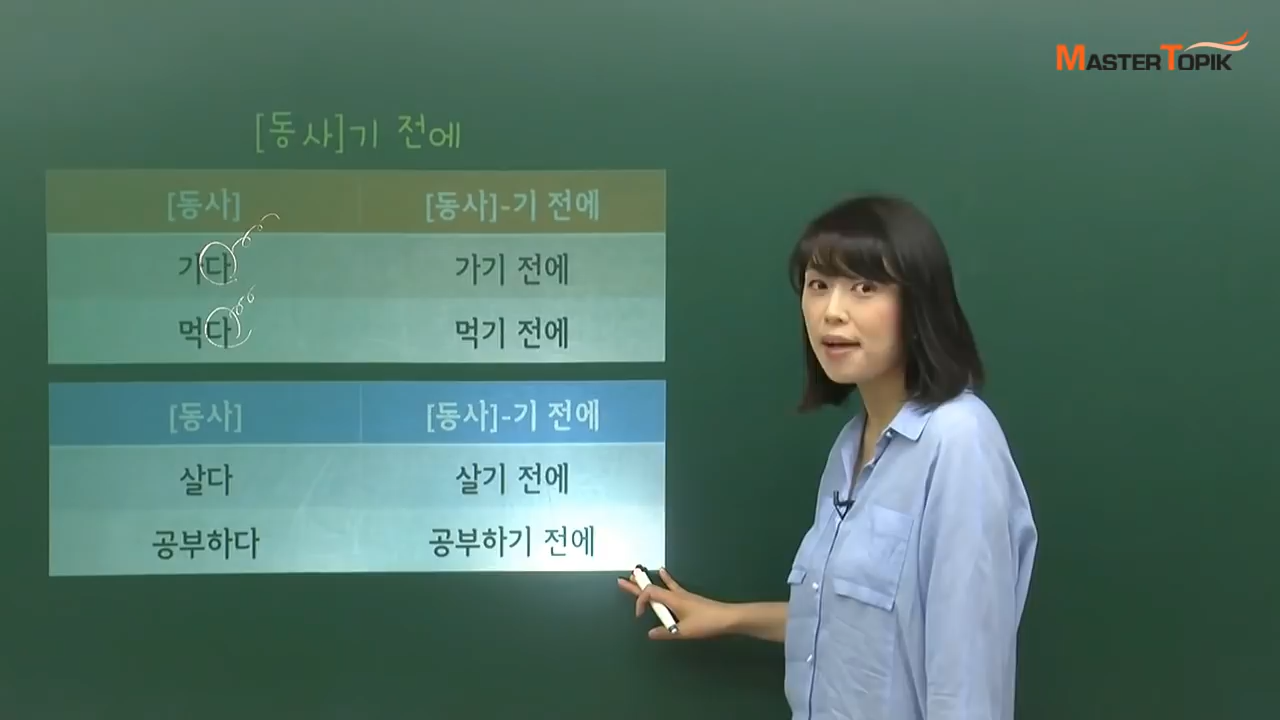 MASTERTOPIK
[동사]기 전에
[동사] [동사]-기 전에
가다 가기 전에
먹다 먹기 전에
[동사] [동사]-기 전에
살다 살기 전에
공부하다 공부하기 전에